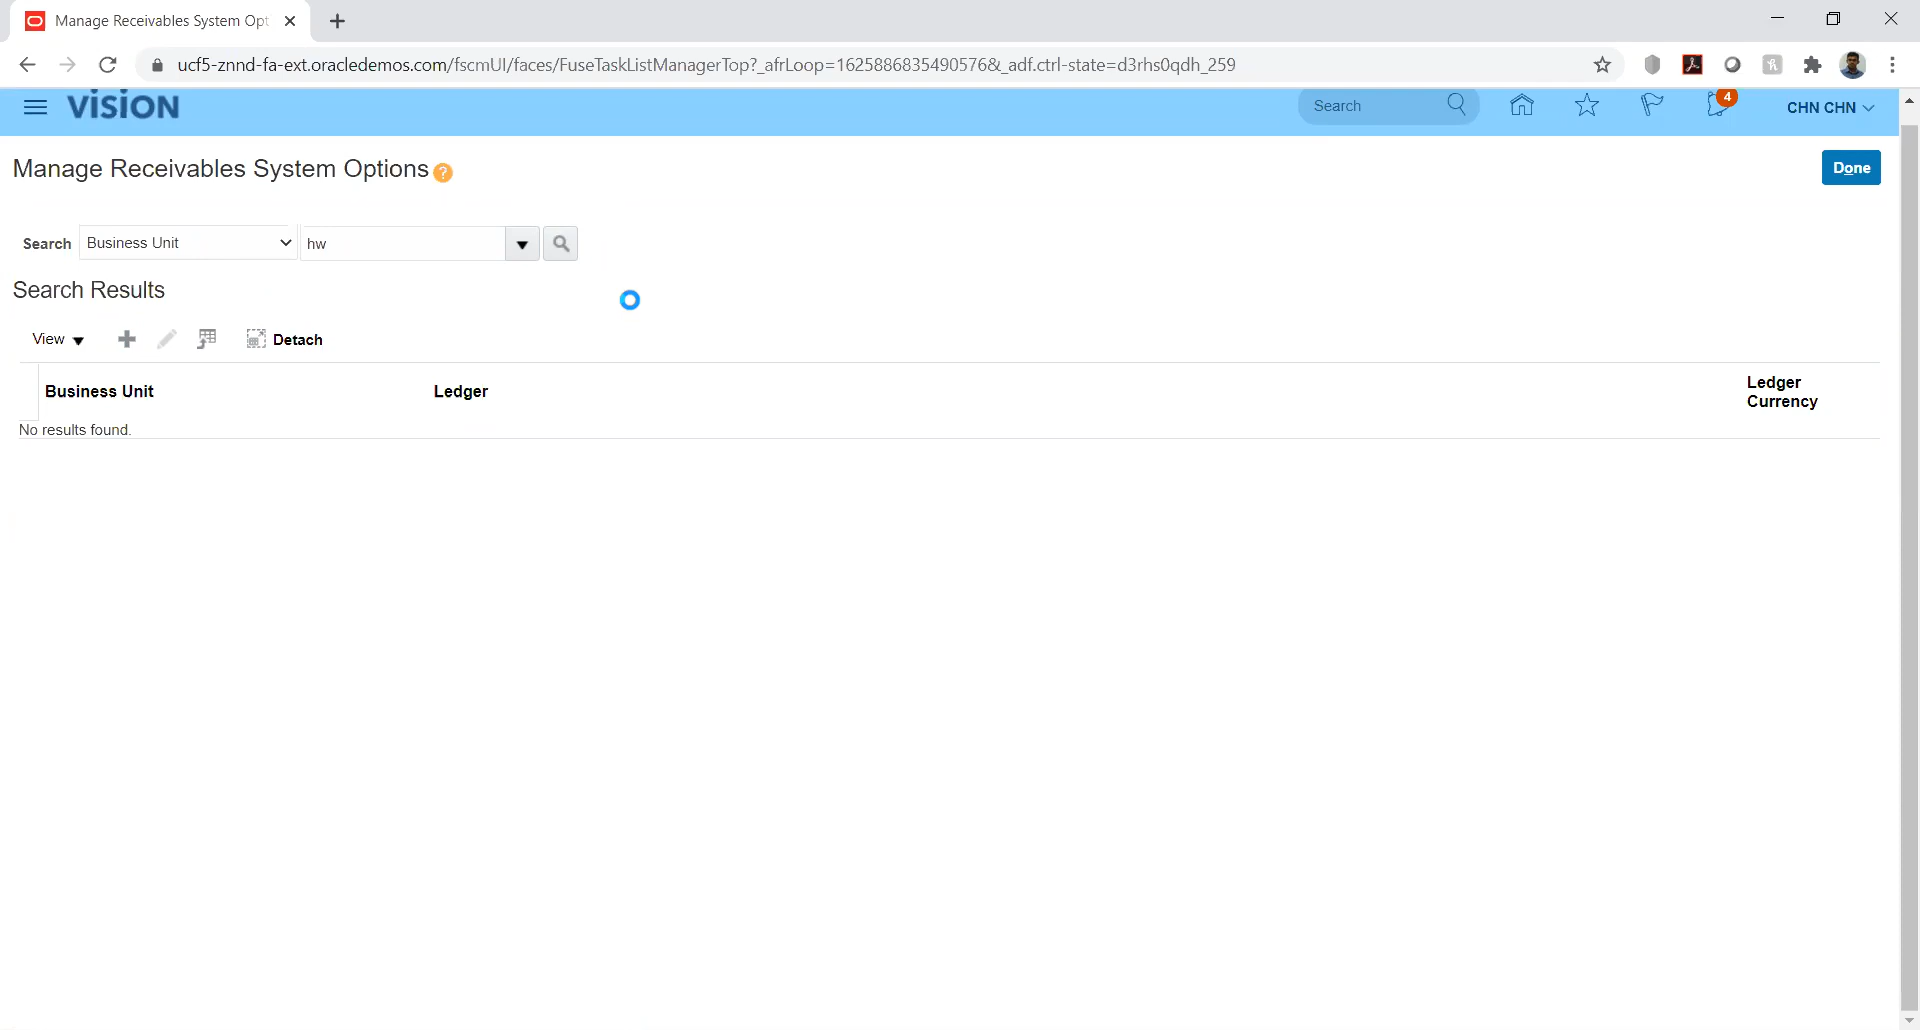 Manage Receivables System Opt
ucf5-znnd-fa-ext.oracledemos.com/fscmUI/faces/FuseTaskListManagerTop?_afrLoop=16258868354905768&_adf.ctrl-state=d3rhs0qdh_259
VISION
Search
4
CHN CHN
Manage Receivables System Options ?
Done
Search Business Unit hw
Search Results
View Detach
Business Unit Ledger Ledger Currency
No results found.